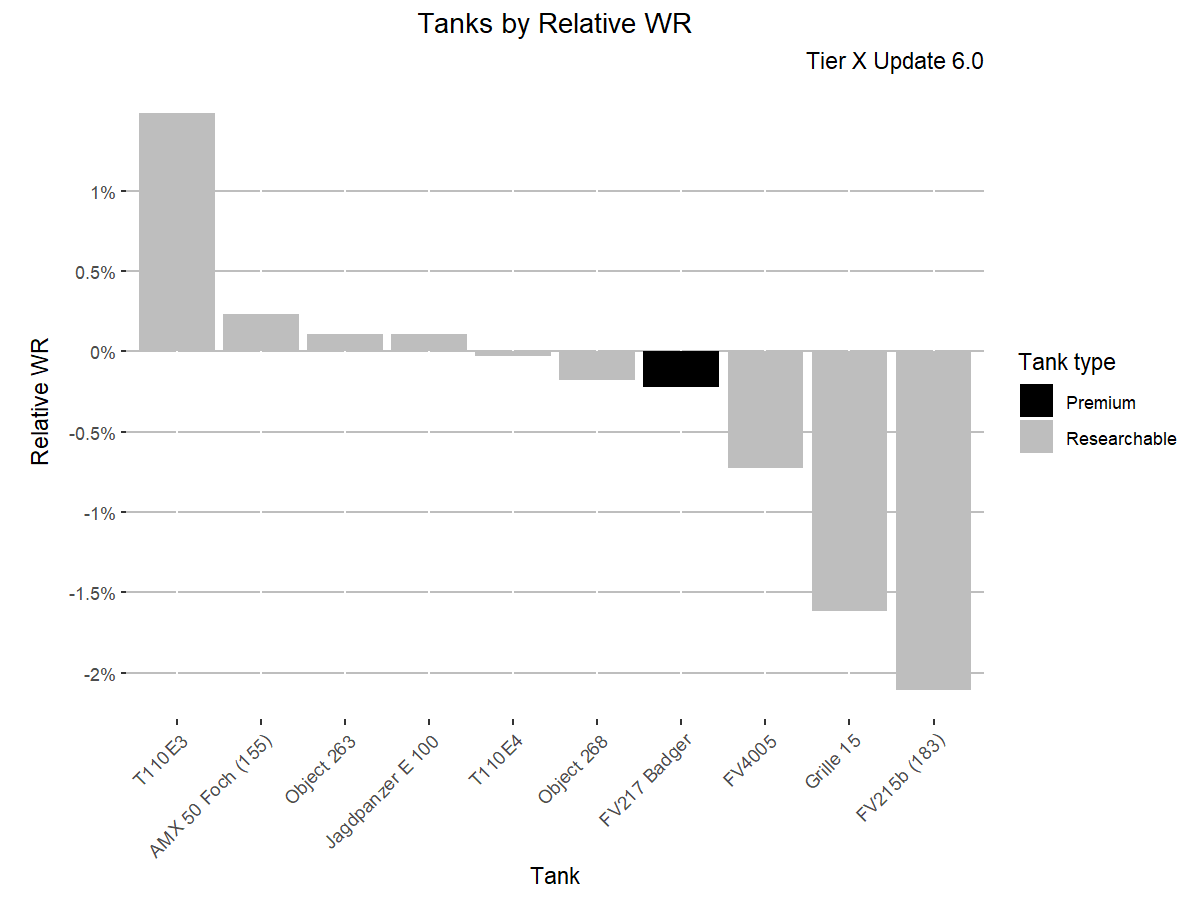 Tanks by Relative WR
Tier X Update 6.0
1%
0.5%
0%
-0.5%
-1%
-1.5%
-2%
Relative WR
T110E3
AMX 50 Foch (155)
Object 263
Jagdpanzer E 100
T110E4
Object 268
FV217 Badger
FV4005
Grille 15
FV215b (183)
Tank
Tank type
Premium
Researchable